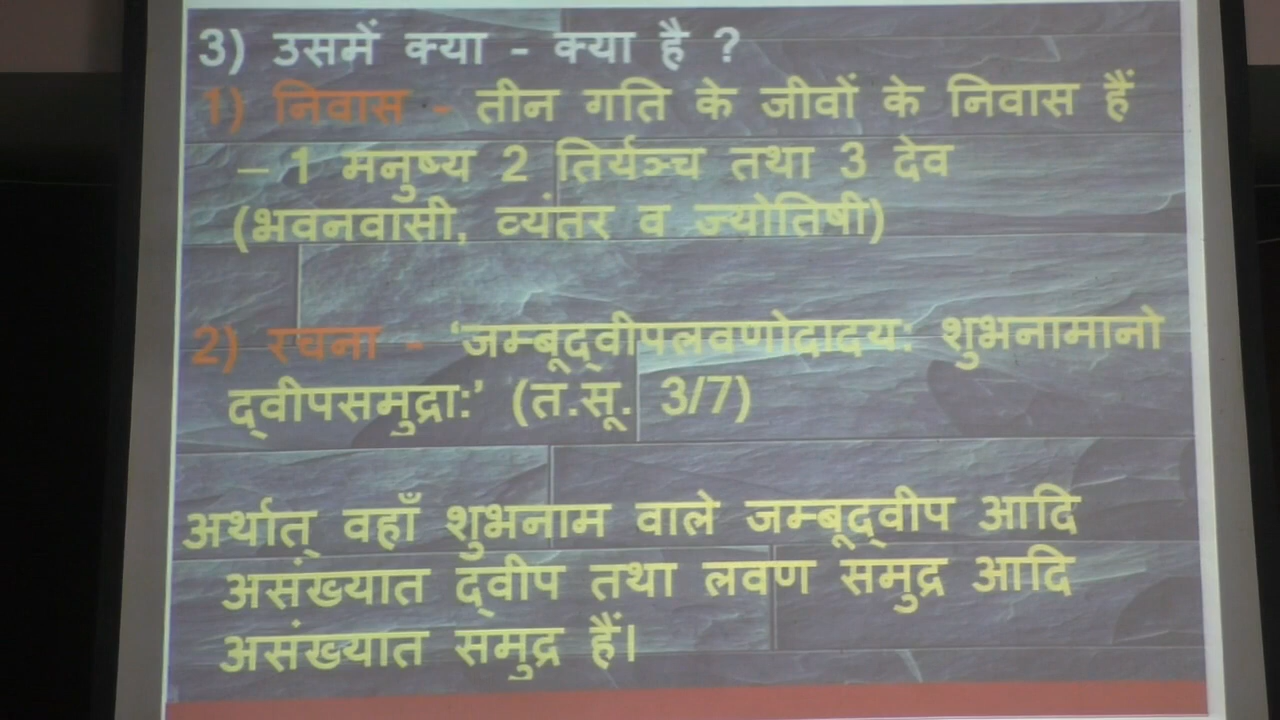 3) उसमें क्या - क्या है ?
1) निवास - तीन गति के जीवों के निवास हैं
– 1 मनुष्य 2 तिर्यञ्च तथा 3 देव
(भवनवासी, व्यंतर व ज्योतिषी)
2) रचना - ‘जम्बूद्‌वीपलवणोदादय: शुभनामानो
द्‌वीपसमुद्रा:’ (त.सू. 3/7)
अर्थात् वहाँ शुभनाम वाले जम्बूद्‌वीप आदि
असंख्यात द्‌वीप तथा लवण समुद्र आदि
असंख्यात समुद्र हैं।